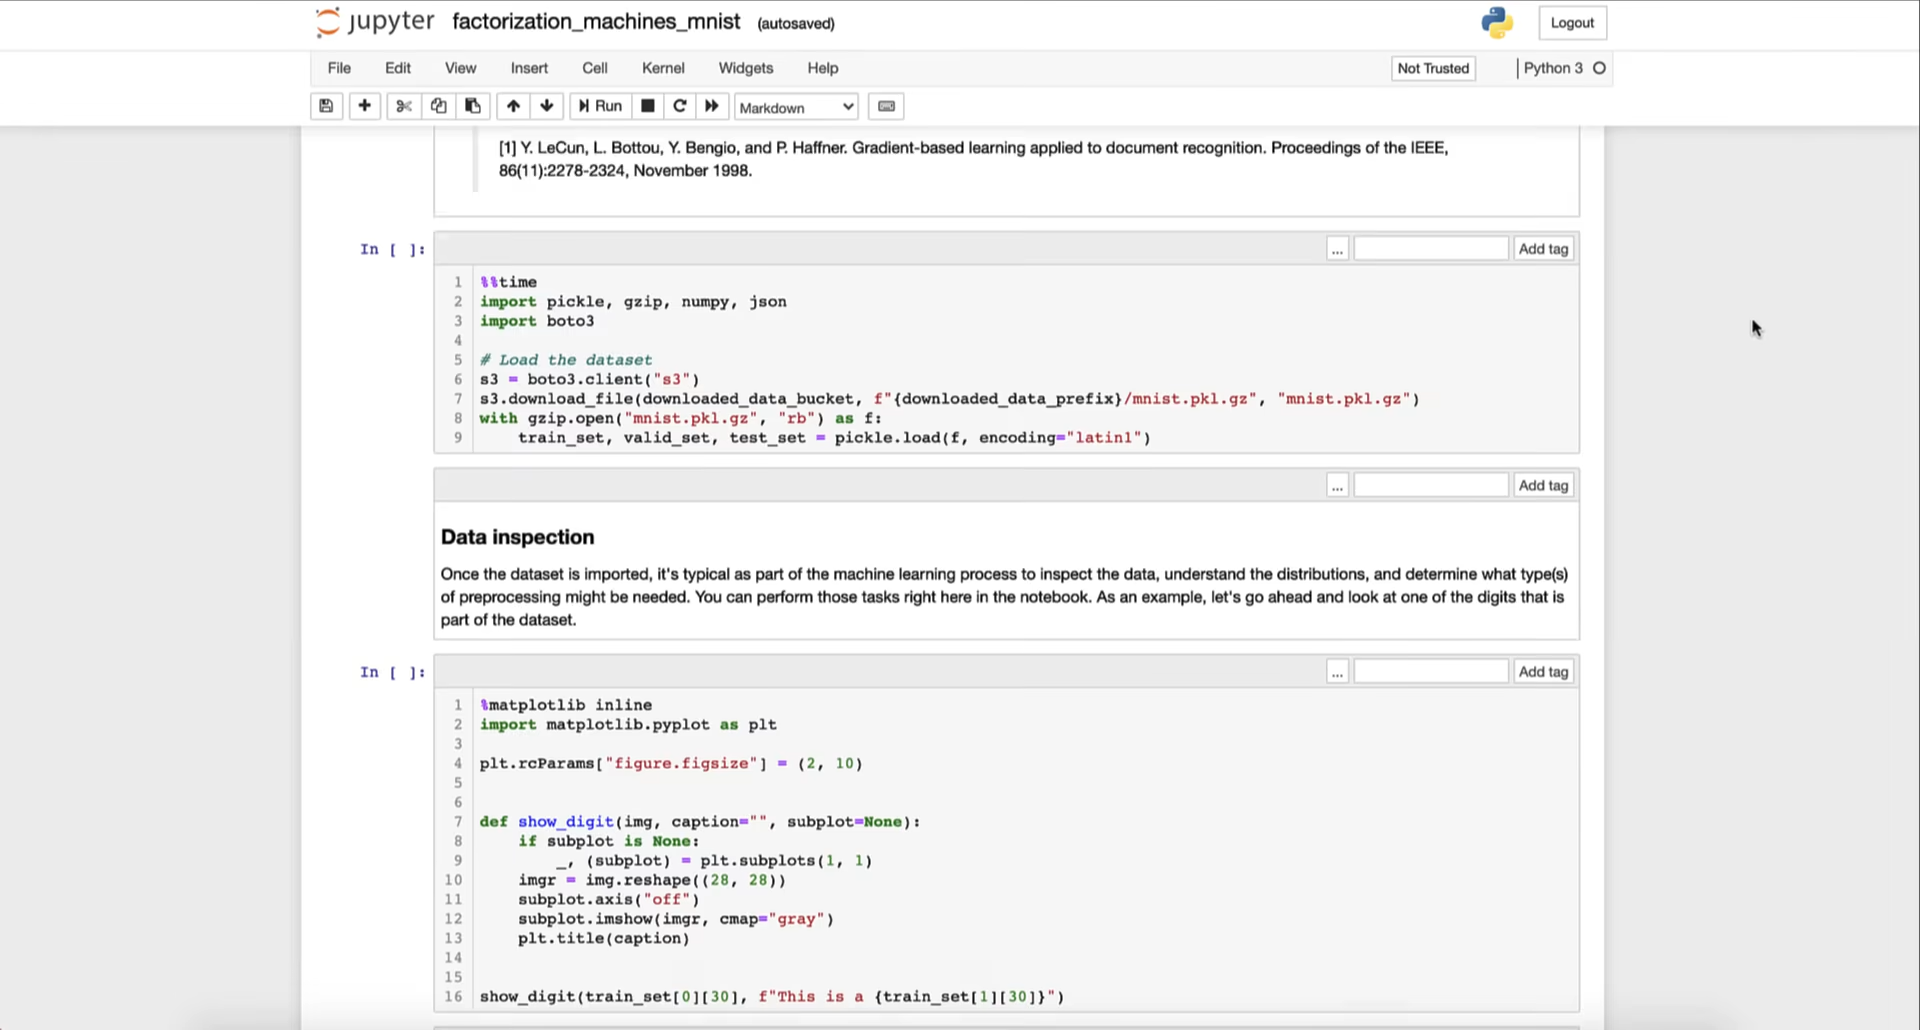 jupyter factorization_machines_mnist (autosaved) Logout
File Edit View Insert Cell Kernel Widgets Help Not Trusted Python 3
Run Markdown
[1] Y. LeCun, L. Bottou, Y. Bengio, and P. Haffner. Gradient-based learning applied to document recognition. Proceedings of the IEEE,
86(11):2278-2324, November 1998.
In [ ]: ... Add tag
1 %%time
2 import pickle, gzip, numpy, json
3 import boto3
4
5 # Load the dataset
6 s3 = boto3.client("s3")
7 s3.download_file(downloaded_data_bucket, f"{downloaded_data_prefix}/mnist.pkl.gz", "mnist.pkl.gz")
8 with gzip.open("mnist.pkl.gz", "rb") as f:
9     train_set, valid_set, test_set = pickle.load(f, encoding="latin1")
... Add tag
Data inspection
Once the dataset is imported, it's typical as part of the machine learning process to inspect the data, understand the distributions, and determine what type(s)
of preprocessing might be needed. You can perform those tasks right here in the notebook. As an example, let's go ahead and look at one of the digits that is
part of the dataset.
In [ ]: ... Add tag
1 %matplotlib inline
2 import matplotlib.pyplot as plt
3
4 plt.rcParams["figure.figsize"] = (2, 10)
5
6
7 def show_digit(img, caption="", subplot=None):
8     if subplot is None:
9         _, (subplot) = plt.subplots(1, 1)
10     imgr = img.reshape((28, 28))
11     subplot.axis("off")
12     subplot.imshow(imgr, cmap="gray")
13     plt.title(caption)
14
15
16 show_digit(train_set[0][30], f"This is a {train_set[1][30]}")